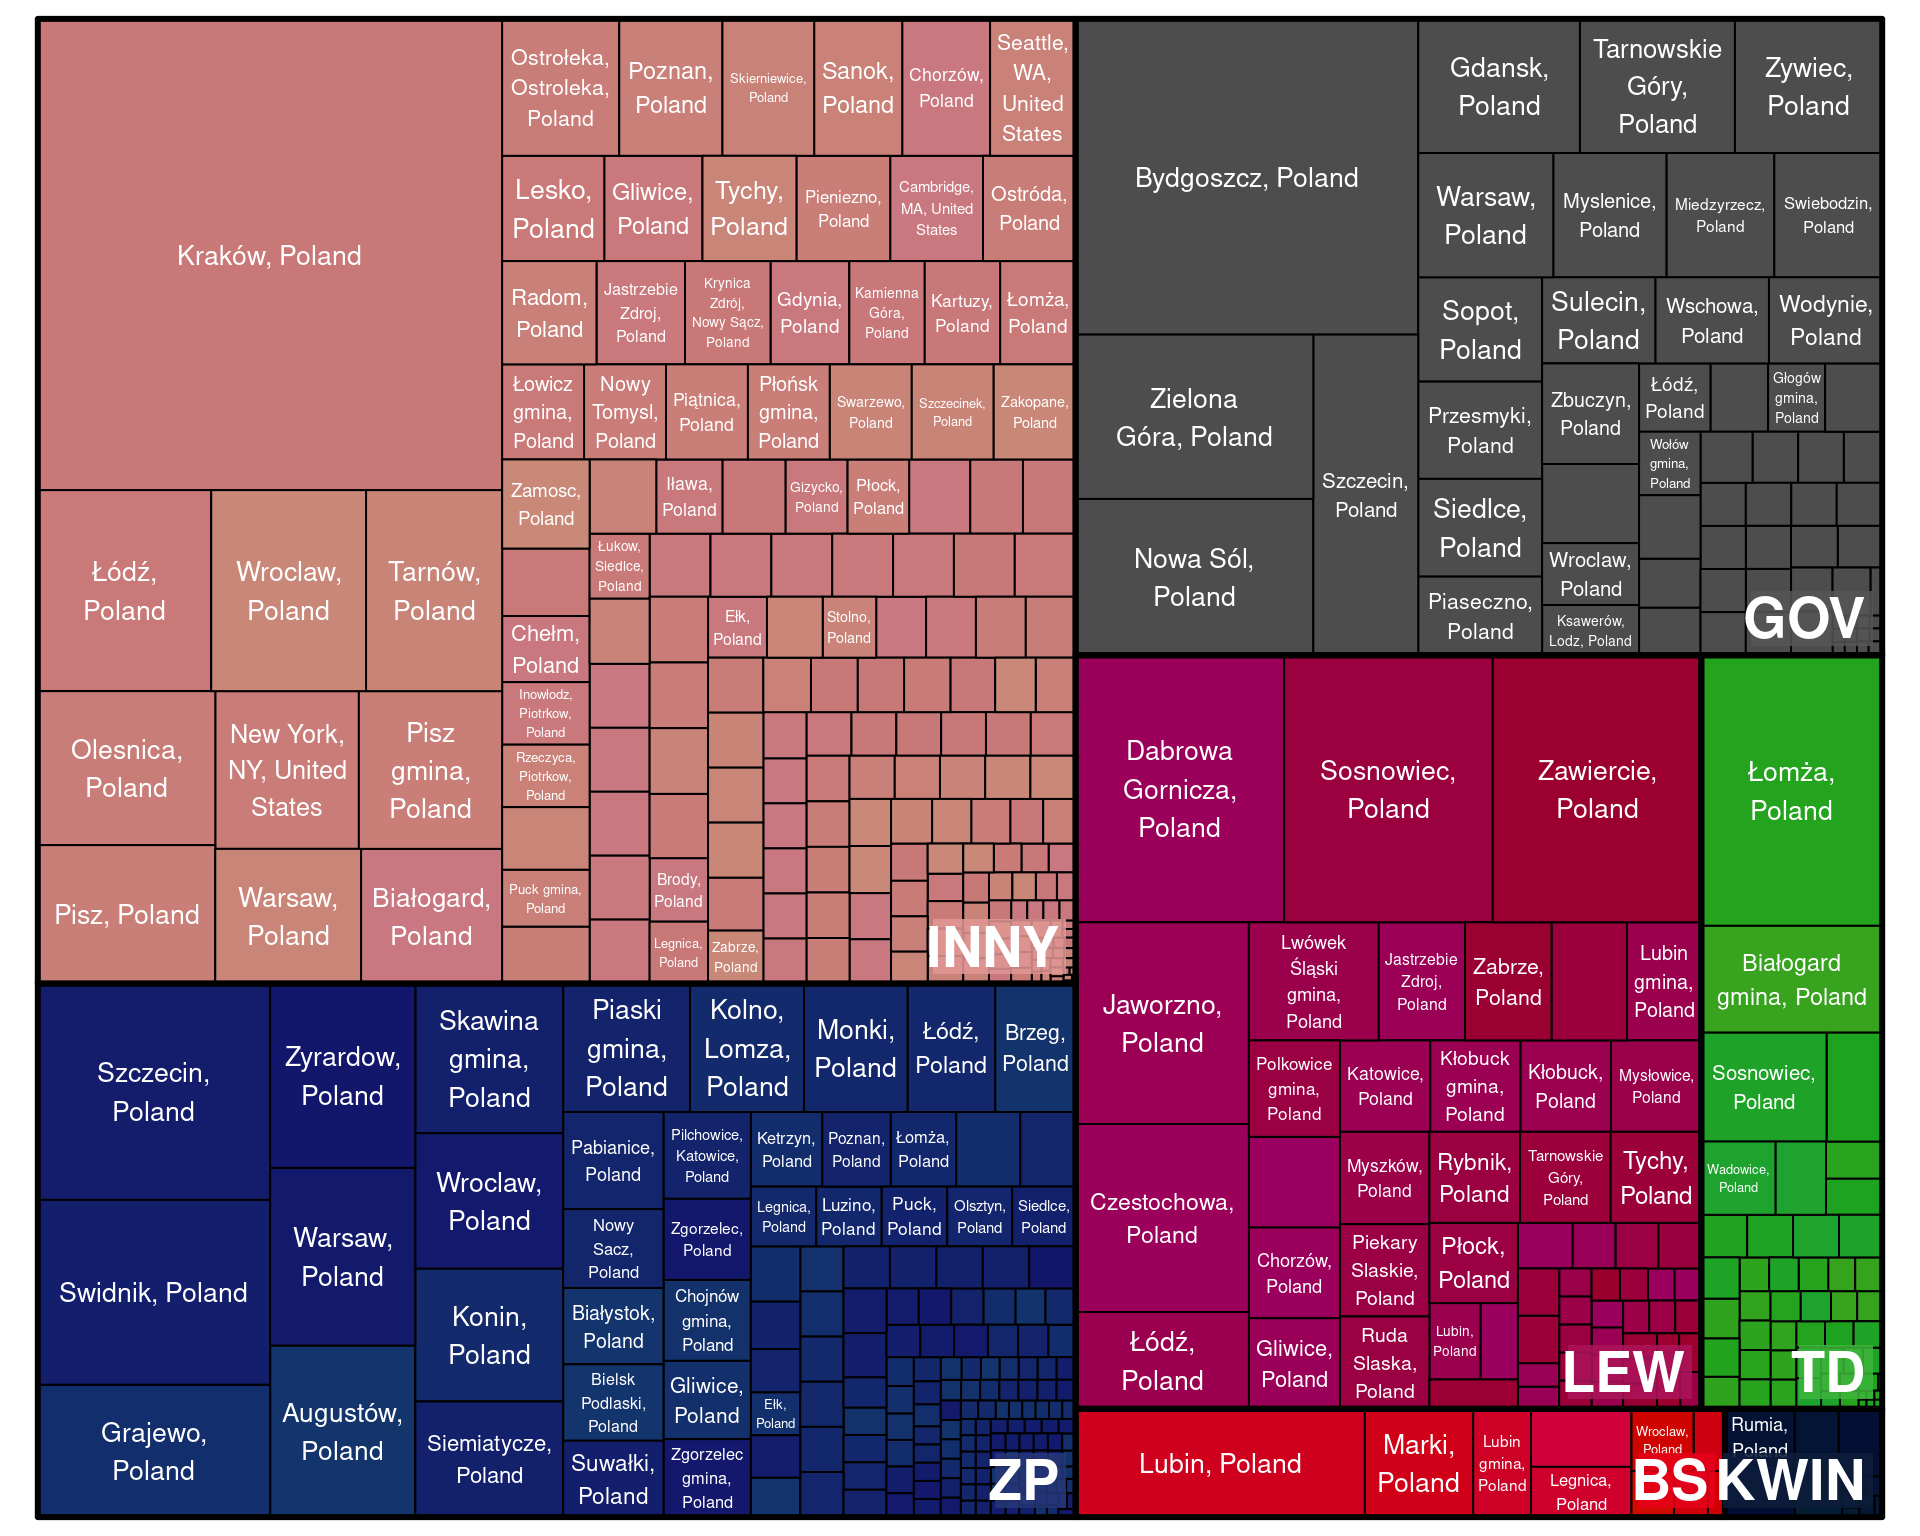 Kraków, Poland
Łódź,
Poland
Wroclaw,
Poland
Tarnów,
Poland
Olesnica,
Poland
New York,
NY, United
States
Pisz
gmina,
Poland
Pisz, Poland
Warsaw,
Poland
Białogard,
Poland
Ostrołeka,
Ostroleka,
Poland
Poznan,
Poland
Skierniewice,
Poland
Sanok,
Poland
Chorzów,
Poland
Seattle,
WA,
United
States
Lesko,
Poland
Gliwice,
Poland
Tychy,
Poland
Pieniezno,
Poland
Cambridge,
MA, United
States
Ostróda,
Poland
Radom,
Poland
Jastrzebie
Zdroj,
Poland
Krynica
Zdrój,
Nowy Sącz,
Poland
Gdynia,
Poland
Kamienna
Góra,
Poland
Kartuzy,
Poland
Łomża,
Poland
Łowicz
gmina,
Poland
Nowy
Tomysl,
Poland
Piątnica,
Poland
Płońsk
gmina,
Poland
Swarzewo,
Poland
Szczecinek,
Poland
Zakopane,
Poland
Zamosc,
Poland
Iława,
Poland
Gizycko,
Poland
Płock,
Poland
Łukow,
Siedlce,
Poland
Chełm,
Poland
Ełk,
Poland
Stolno,
Poland
Inowłodz,
Piotrkow,
Poland
Rzeczyca,
Piotrkow,
Poland
Puck gmina,
Poland
Brody,
Poland
Legnica,
Poland
Zabrze,
Poland
INNY
Bydgoszcz, Poland
Zielona
Góra, Poland
Nowa Sól,
Poland
Szczecin,
Poland
Gdansk,
Poland
Tarnowskie
Góry,
Poland
Zywiec,
Poland
Warsaw,
Poland
Myslenice,
Poland
Miedzyrzecz,
Poland
Swiebodzin,
Poland
Sopot,
Poland
Sulecin,
Poland
Wschowa,
Poland
Wodynie,
Poland
Przesmyki,
Poland
Zbuczyn,
Poland
Łódź,
Poland
Głogów
gmina,
Poland
Wołów
gmina,
Poland
Siedlce,
Poland
Wroclaw,
Poland
Piaseczno,
Poland
Ksawerów,
Lodz, Poland
GOV
Szczecin,
Poland
Swidnik, Poland
Grajewo,
Poland
Zyrardow,
Poland
Warsaw,
Poland
Augustów,
Poland
Skawina
gmina,
Poland
Wroclaw,
Poland
Konin,
Poland
Siemiatycze,
Poland
Piaski
gmina,
Poland
Kolno,
Lomza,
Poland
Monki,
Poland
Łódź,
Poland
Brzeg,
Poland
Pabianice,
Poland
Pilchowice,
Katowice,
Poland
Ketrzyn,
Poland
Poznan,
Poland
Łomża,
Poland
Nowy
Sacz,
Poland
Zgorzelec,
Poland
Legnica,
Poland
Luzino,
Poland
Puck,
Poland
Olsztyn,
Poland
Siedlce,
Poland
Białystok,
Poland
Chojnów
gmina,
Poland
Bielsk
Podlaski,
Poland
Gliwice,
Poland
Ełk,
Poland
Suwałki,
Poland
Zgorzelec
gmina,
Poland
ZP
Dabrowa
Gornicza,
Poland
Sosnowiec,
Poland
Zawiercie,
Poland
Jaworzno,
Poland
Czestochowa,
Poland
Łódź,
Poland
Lwówek
Śląski
gmina,
Poland
Jastrzebie
Zdroj,
Poland
Zabrze,
Poland
Lubin
gmina,
Poland
Polkowice
gmina,
Poland
Katowice,
Poland
Kłobuck
gmina,
Poland
Kłobuck,
Poland
Mysłowice,
Poland
Myszków,
Poland
Rybnik,
Poland
Tarnowskie
Góry,
Poland
Tychy,
Poland
Chorzów,
Poland
Piekary
Slaskie,
Poland
Płock,
Poland
Gliwice,
Poland
Ruda
Slaska,
Poland
Lubin,
Poland
LEW
Łomża,
Poland
Białogard
gmina, Poland
Sosnowiec,
Poland
Wadowice,
Poland
TD
Lubin, Poland
Marki,
Poland
Lubin
gmina,
Poland
Legnica,
Poland
Wroclaw,
Poland
BS
Rumia,
Poland
KWIN